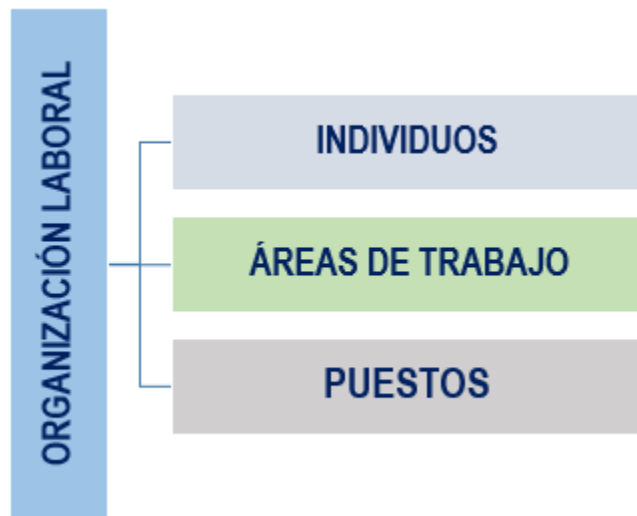 ORGANIZACIÓN LABORAL
INDIVIDUOS
ÁREAS DE TRABAJO
PUESTOS